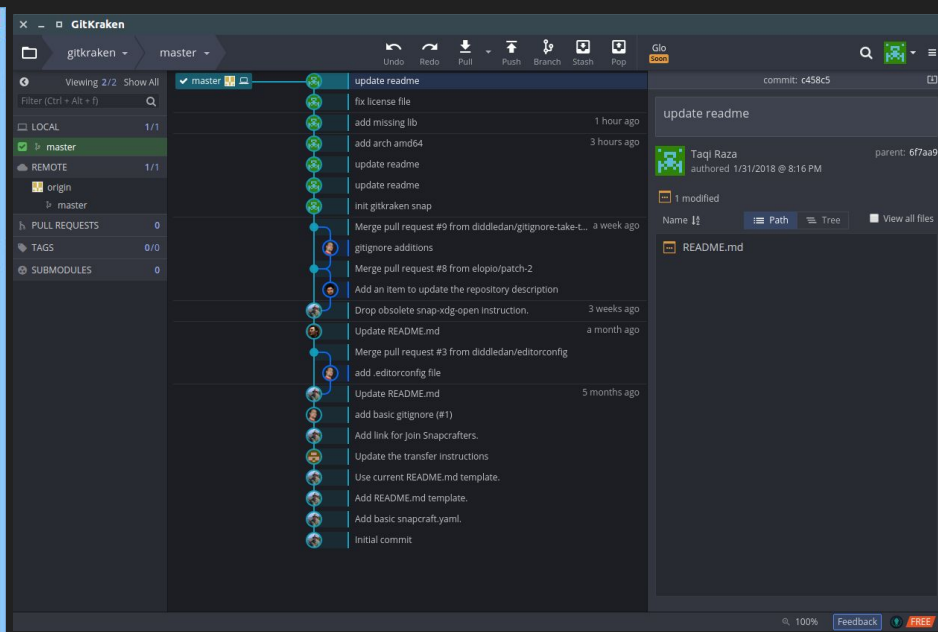 GitKraken
gitkraken
master
Undo
Redo
Pull
Push
Branch
Stash
Pop
Glo
Soon
Viewing 2/2 Show All
Filter (Ctrl + Alt + f)
LOCAL 1/1
master
REMOTE 1/1
origin
master
PULL REQUESTS 0
TAGS 0/0
SUBMODULES 0
master
update readme
fix license file
add missing lib 1 hour ago
add arch amd64 3 hours ago
update readme
update readme
init gitkraken snap
Merge pull request #9 from diddledan/gitignore-take-t... a week ago
gitignore additions
Merge pull request #8 from elopio/patch-2
Add an item to update the repository description
Drop obsolete snap-xdg-open instruction. 3 weeks ago
Update README.md a month ago
Merge pull request #3 from diddledan/editorconfig
add .editorconfig file
Update README.md 5 months ago
add basic gitignore (#1)
Add link for Join Snapcrafters.
Update the transfer instructions
Use current README.md template.
Add README.md template.
Add basic snapcraft.yaml.
Initial commit
commit: c458c5
update readme
Taqi Raza parent: 6f7aa9
authored 1/31/2018 @ 8:16 PM
1 modified
Name Path Tree View all files
README.md
100% Feedback FREE